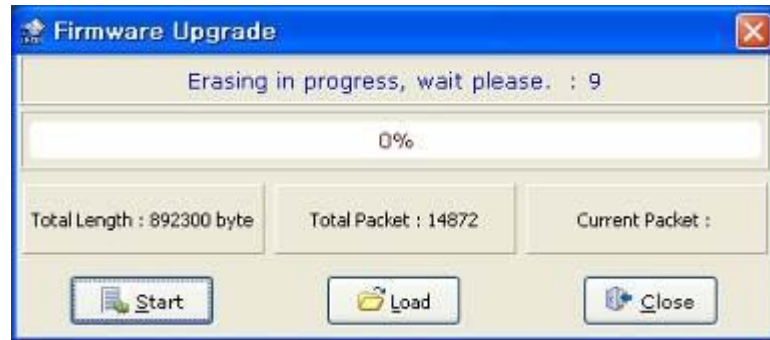 Firmware Upgrade
Erasing in progress, wait please. : 9
0%
Total Length : 892300 byte
Total Packet : 14872
Current Packet :
Start
Load
Close